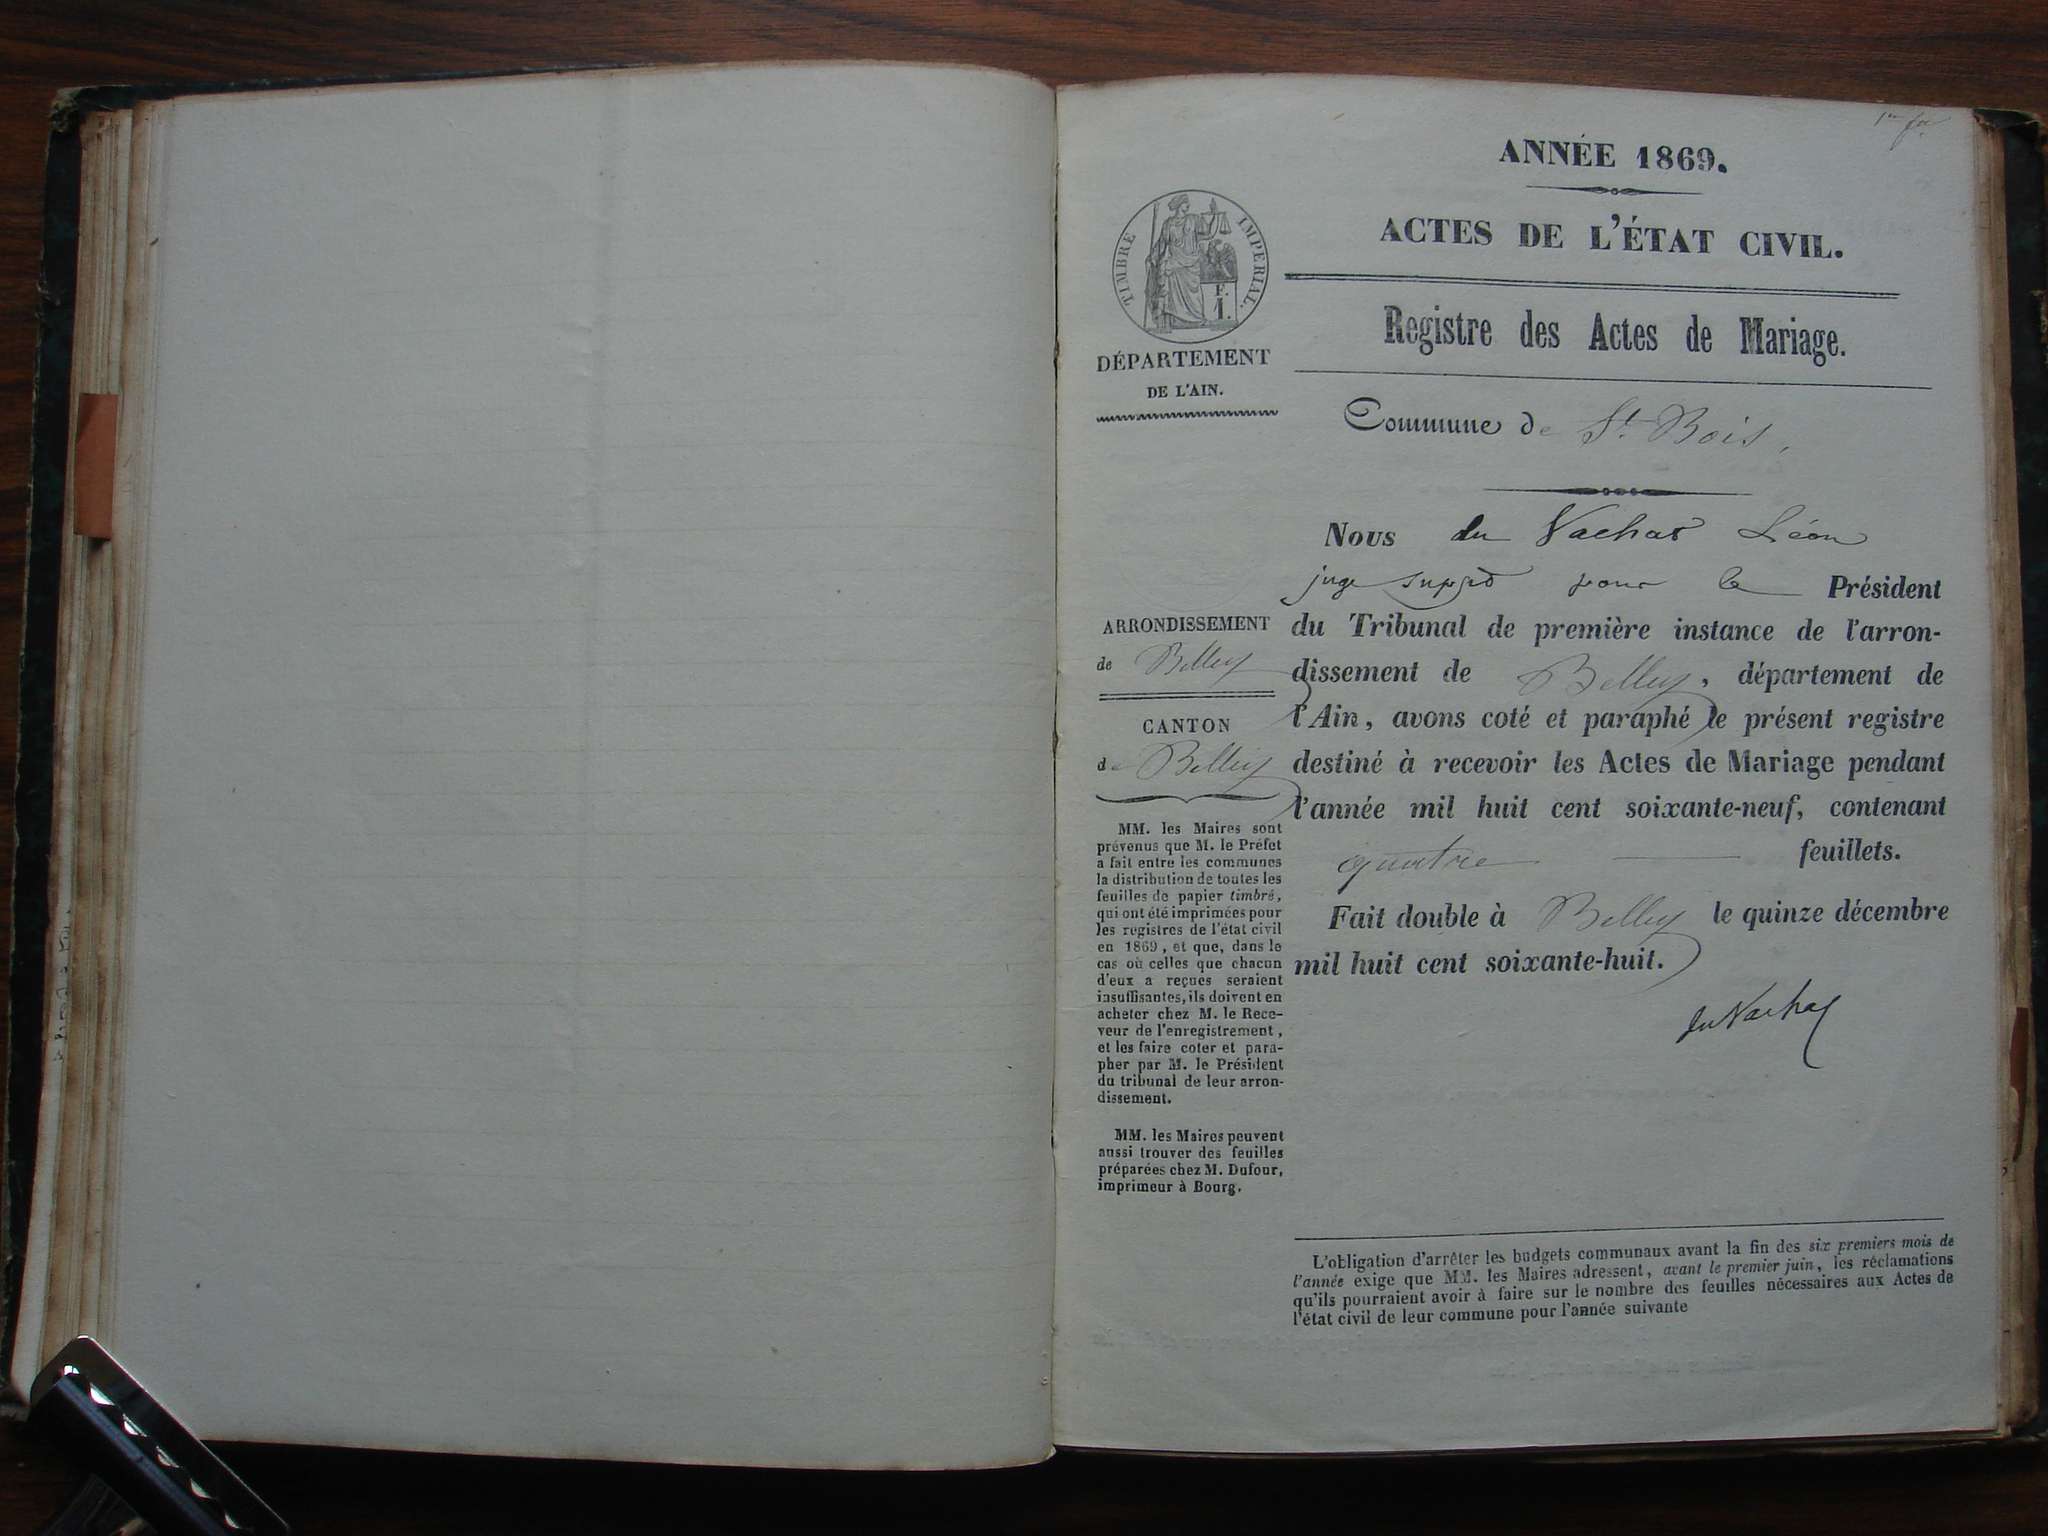 ANNÉE 1869.
ACTES DE L'ÉTAT CIVIL.
TIMBRE IMPERIAL.
F.
1.
DÉPARTEMENT
DE L'AIN.
Registre des Actes de Mariage.
Commune de St. Bois,
Nous du Vachat Léon
juge supt pour le Président
du Tribunal de première instance de l'arron-
dissement de Belley, département de
l'Ain, avons coté et paraphé le présent registre
destiné à recevoir les Actes de Mariage pendant
l'année mil huit cent soixante-neuf, contenant
quatre feuillets.
Fait double à Belley le quinze décembre
mil huit cent soixante-huit.
du Vachat
ARRONDISSEMENT
de Belley
CANTON
de Belley
MM. les Maires sont
prévenus que M. le Préfet
a fait entre les communes
la distribution de toutes les
feuilles de papier timbré,
qui ont été imprimées pour
les registres de l'état civil
en 1869, et que, dans le
cas où celles que chacun
d'eux a reçues seraient
insuffisantes, ils doivent en
acheter chez M. le Rece-
veur de l'enregistrement,
et les faire coter et para-
pher par M. le Président
du tribunal de leur arron-
dissement.
MM. les Maires peuvent
aussi trouver des feuilles
préparées chez M. Dufour,
imprimeur à Bourg.
L'obligation d'arrêter les budgets communaux avant la fin des six premiers mois de
l'année exige que MM. les Maires adressent, avant le premier juin, les réclamations
qu'ils pourraient avoir à faire sur le nombre des feuilles nécessaires aux Actes de
l'état civil de leur commune pour l'année suivante